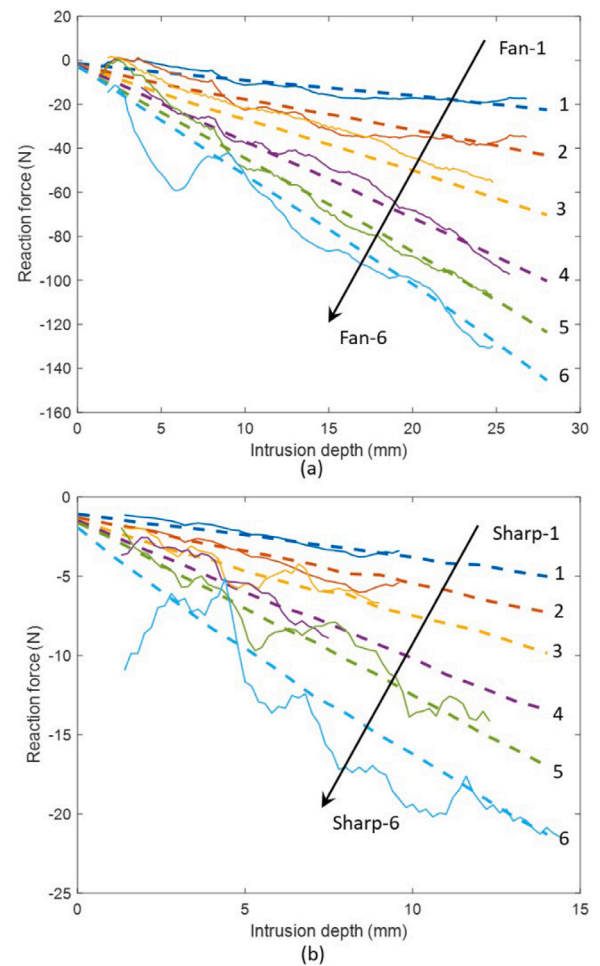 20
0
-20
-40
-60
-80
-100
-120
-140
-160
Reaction force (N)
Fan-1
1
2
3
4
5
6
Fan-6
0 5 10 15 20 25 30
Intrusion depth (mm)
(a)
0
-5
-10
-15
-20
-25
Reaction force (N)
Sharp-1
1
2
3
4
5
6
Sharp-6
0 5 10 15
Intrusion depth (mm)
(b)